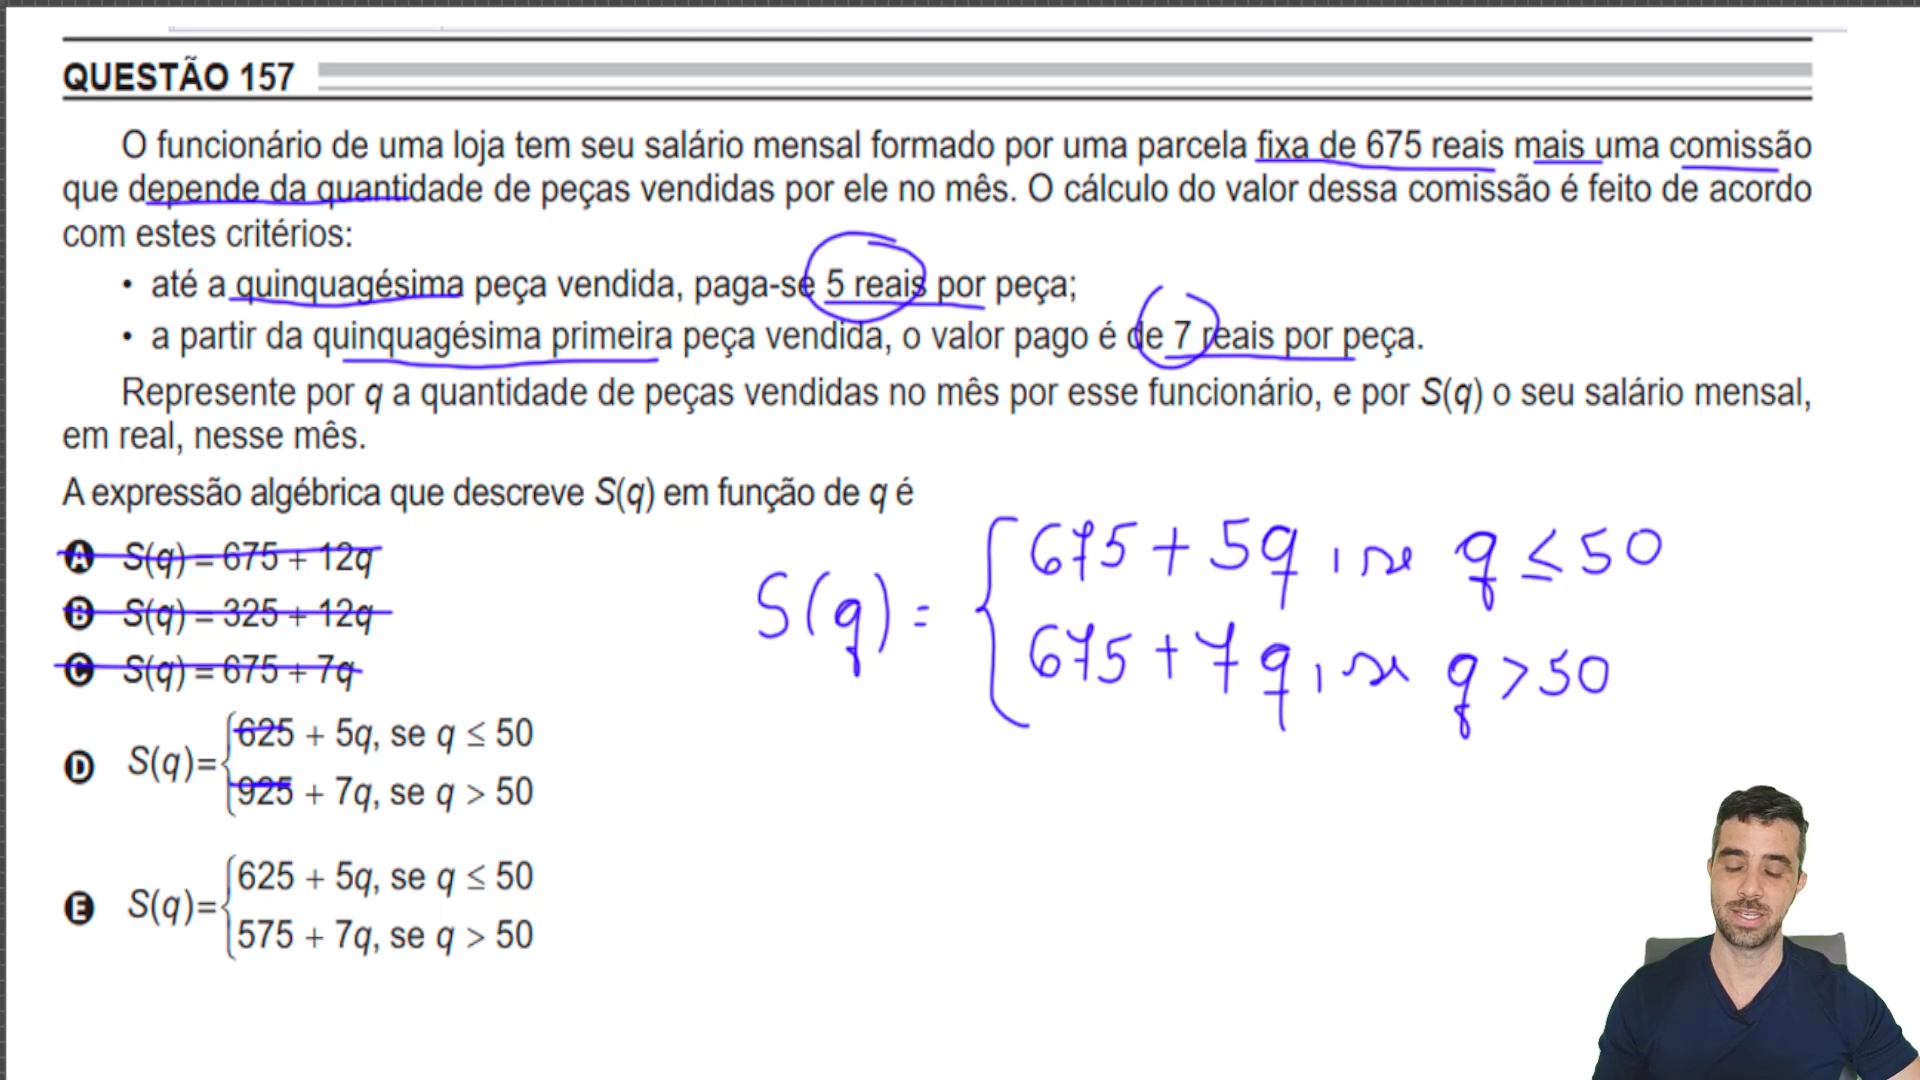 QUESTÃO 157
O funcionário de uma loja tem seu salário mensal formado por uma parcela fixa de 675 reais mais uma comissão
que depende da quantidade de peças vendidas por ele no mês. O cálculo do valor dessa comissão é feito de acordo
com estes critérios:
• até a quinquagésima peça vendida, paga-se 5 reais por peça;
• a partir da quinquagésima primeira peça vendida, o valor pago é de 7 reais por peça.
Represente por q a quantidade de peças vendidas no mês por esse funcionário, e por S(q) o seu salário mensal,
em real, nesse mês.
A expressão algébrica que descreve S(q) em função de q é
A S(q) = 675 + 12q
B S(q) = 325 + 12q
C S(q) = 675 + 7q
D S(q)=
625 + 5q, se q ≤ 50
925 + 7q, se q > 50
E S(q)=
625 + 5q, se q ≤ 50
575 + 7q, se q > 50
S(q) =
675 + 5q, se q ≤ 50
675 + 7q, se q > 50